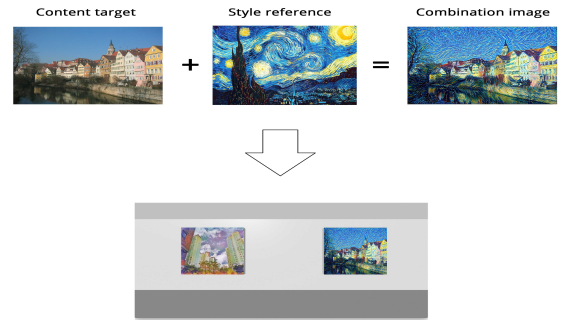 Content target
Style reference
Combination image
+
=